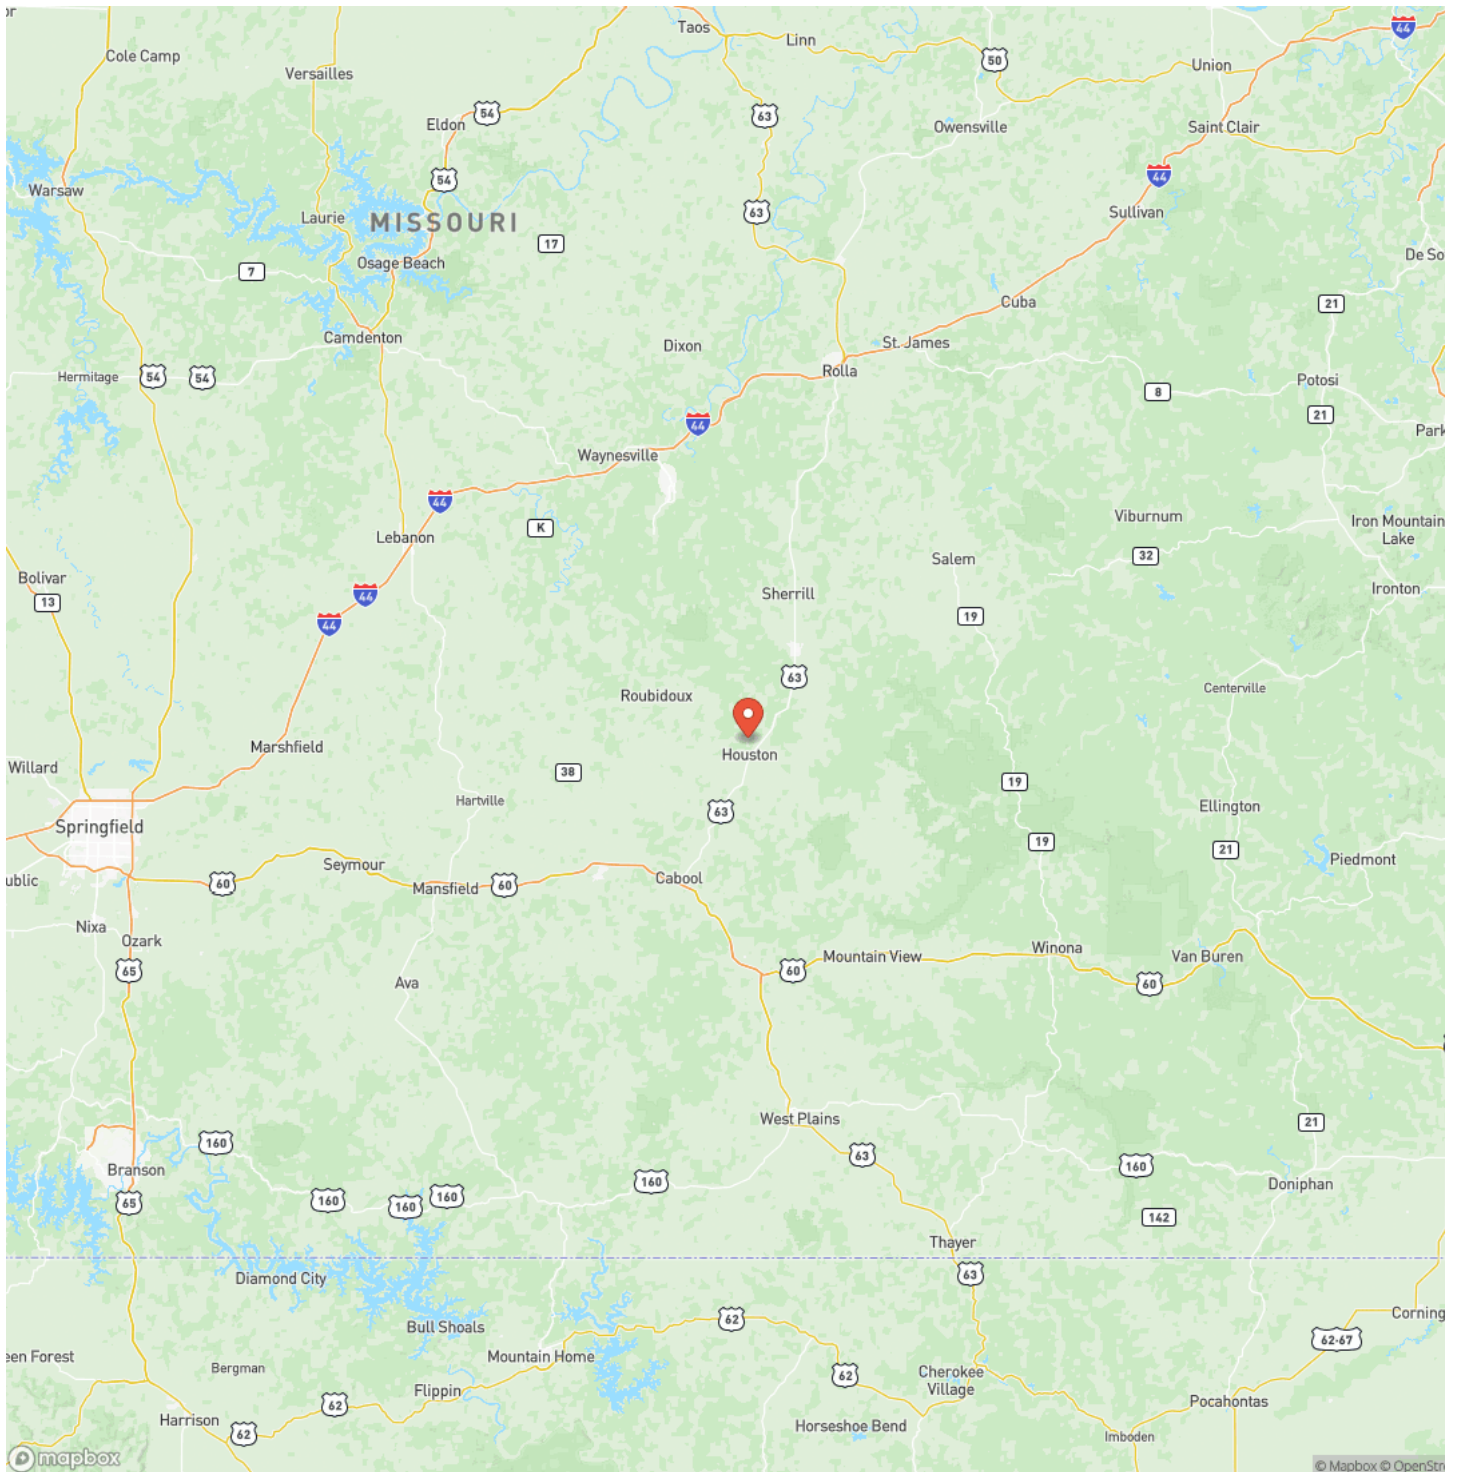 or
Taos
Linn
44
Cole Camp
Versailles
50
Union
54
63
Eldon
Owensville
Saint Clair
54
44
Warsaw
Laurie
MISSOURI
63
Sullivan
17
7
Osage Beach
De So
Cuba
21
Camdenton
Dixon
St. James
Hermitage
54
54
Rolla
8
Potosi
21
44
Park
Waynesville
44
K
Viburnum
Iron Mountain
Lake
Lebanon
32
Salem
Bolivar
44
Sherrill
Ironton
13
44
19
63
Roubidoux
Centerville
Marshfield
Houston
Willard
38
19
Hartville
63
Ellington
Springfield
19
21
Seymour
Piedmont
ublic
60
Mansfield
60
Cabool
Nixa
Ozark
Mountain View
Winona
Van Buren
65
60
60
Ava
West Plains
21
160
63
Branson
160
65
160
160
160
160
Doniphan
142
Thayer
Diamond City
63
Bull Shoals
62
Corning
62-67
een Forest
Bergman
Mountain Home
62
Cherokee
Village
Flippin
62
Pocahontas
Harrison
62
Horseshoe Bend
Imboden
mapbox
© Mapbox © OpenStre